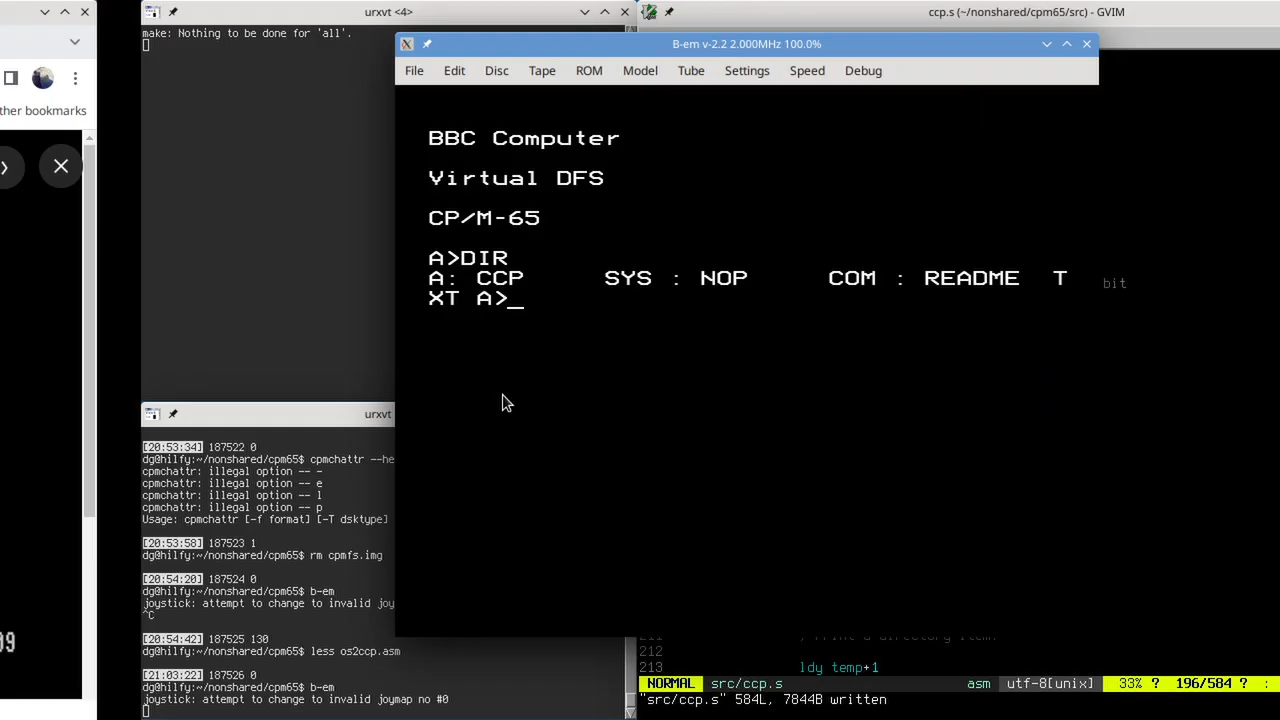 urxvt <4>
ccp.s (~/nonshared/cpm65/src) - GVIM
make: Nothing to be done for 'all'.
B-em v-2.2 2.000MHz 100.0%
File Edit Disc Tape ROM Model Tube Settings Speed Debug
ther bookmarks
BBC Computer
Virtual DFS
CP/M-65
A>DIR
A: CCP SYS : NOP COM : README T
XT A>_
bit
urxvt
[20:53:34] 187522 0
dg@hilfy:~/nonshared/cpm65$ cpmchattr --he
cpmchattr: illegal option -- -
cpmchattr: illegal option -- e
cpmchattr: illegal option -- l
cpmchattr: illegal option -- p
Usage: cpmchattr [-f format] [-T dsktype]
[20:53:58] 187523 1
dg@hilfy:~/nonshared/cpm65$ rm cpmfs.img
[20:54:20] 187524 0
dg@hilfy:~/nonshared/cpm65$ b-em
joystick: attempt to change to invalid joy
^C
[20:54:42] 187525 130
dg@hilfy:~/nonshared/cpm65$ less os2ccp.asm
[21:03:22] 187526 0
dg@hilfy:~/nonshared/cpm65$ b-em
joystick: attempt to change to invalid joymap no #0
09
211 ; Print a directory item.
212
213 ldy temp+1
NORMAL src/ccp.s asm utf-8[unix] 33% ? 196/584 ? :
"src/ccp.s" 584L, 7844B written